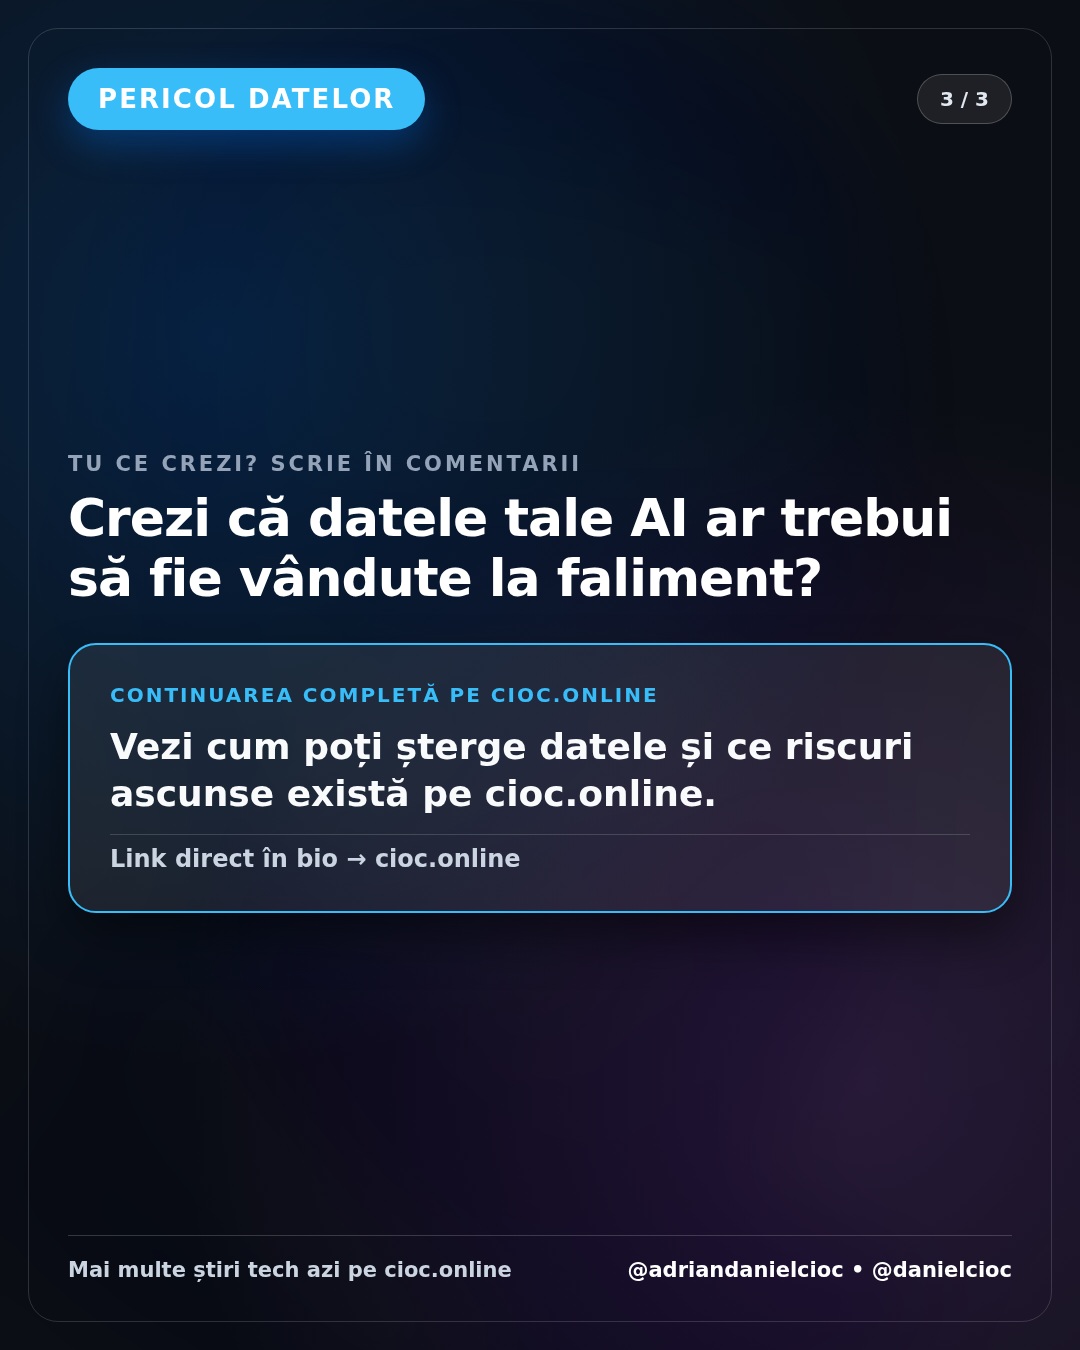 PERICOL DATELOR
3 / 3
TU CE CREZI? SCRIE ÎN COMENTARII
Crezi că datele tale AI ar trebui
să fie vândute la faliment?
CONTINUAREA COMPLETĂ PE CIOC.ONLINE
Vezi cum poți șterge datele și ce riscuri
ascunse există pe cioc.online.
Link direct în bio → cioc.online
Mai multe știri tech azi pe cioc.online
@adriandanielcioc • @danielcioc